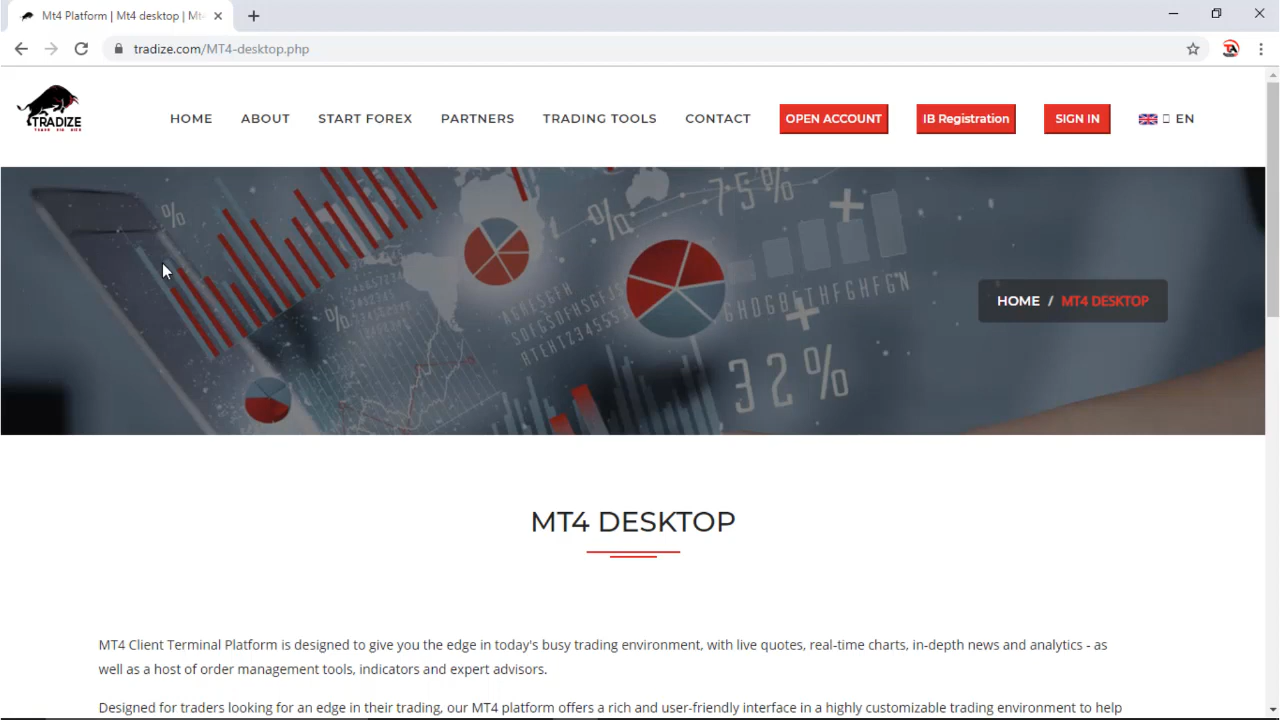 Mt4 Platform | Mt4 desktop | Mt
tradize.com/MT4-desktop.php
TRADIZE
HOME ABOUT START FOREX PARTNERS TRADING TOOLS CONTACT OPEN ACCOUNT IB Registration SIGN IN EN
%
75%
%
%
32%
HOME / MT4 DESKTOP
MT4 DESKTOP
MT4 Client Terminal Platform is designed to give you the edge in today's busy trading environment, with live quotes, real-time charts, in-depth news and analytics - as
well as a host of order management tools, indicators and expert advisors.
Designed for traders looking for an edge in their trading, our MT4 platform offers a rich and user-friendly interface in a highly customizable trading environment to help